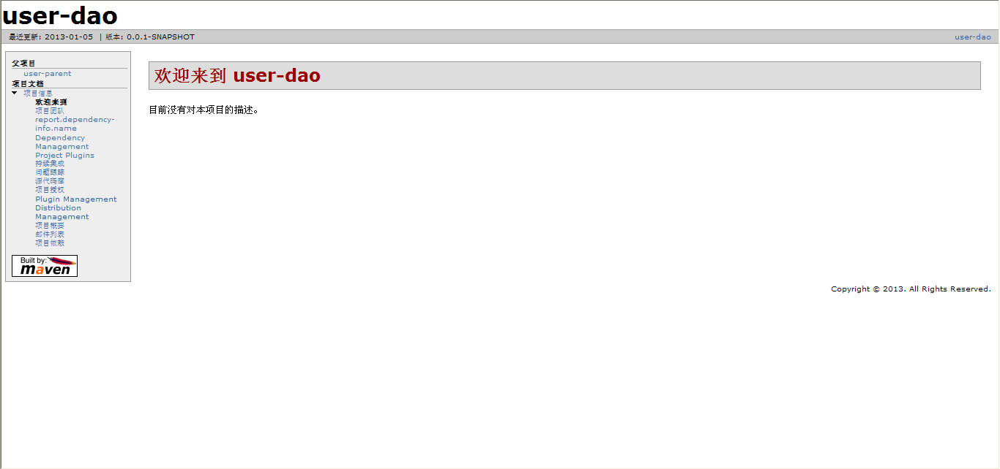 user-dao
最近更新: 2013-01-05 | 版本: 0.0.1-SNAPSHOT
user-dao
父项目
user-parent
项目文档
项目信息
欢迎来到
项目团队
report.dependency-
info.name
Dependency
Management
Project Plugins
持续集成
问题跟踪
源代码库
项目授权
Plugin Management
Distribution
Management
项目概要
邮件列表
项目依赖
Built by:
maven
欢迎来到 user-dao
目前没有对本项目的描述。
Copyright © 2013. All Rights Reserved.